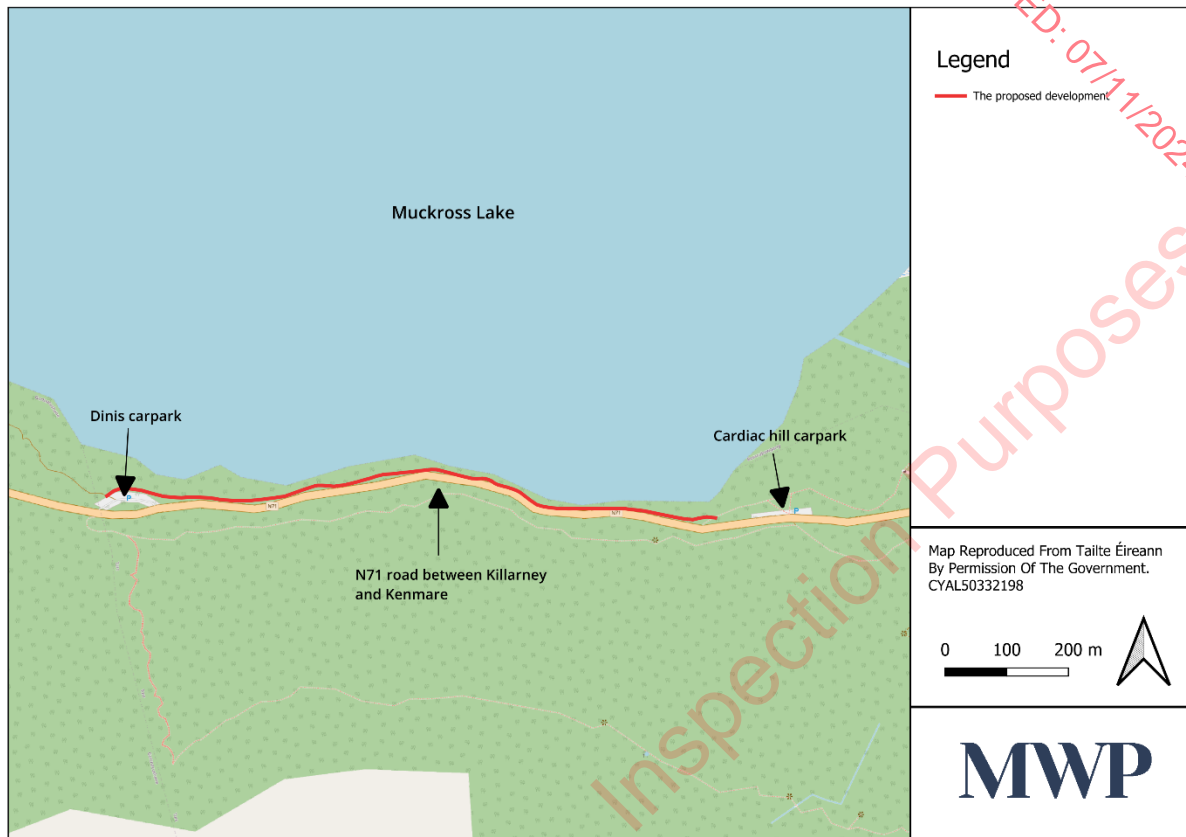 ED: 07/11/202
Legend
The proposed development
Muckross Lake
Dinis carpark
Cardiac hill carpark
P
P
N71
N71
N71 road between Killarney
and Kenmare
Map Reproduced From Tailte Éireann
By Permission Of The Government.
CYAL50332198
0 100 200 m
Inspection Purposes
MWP